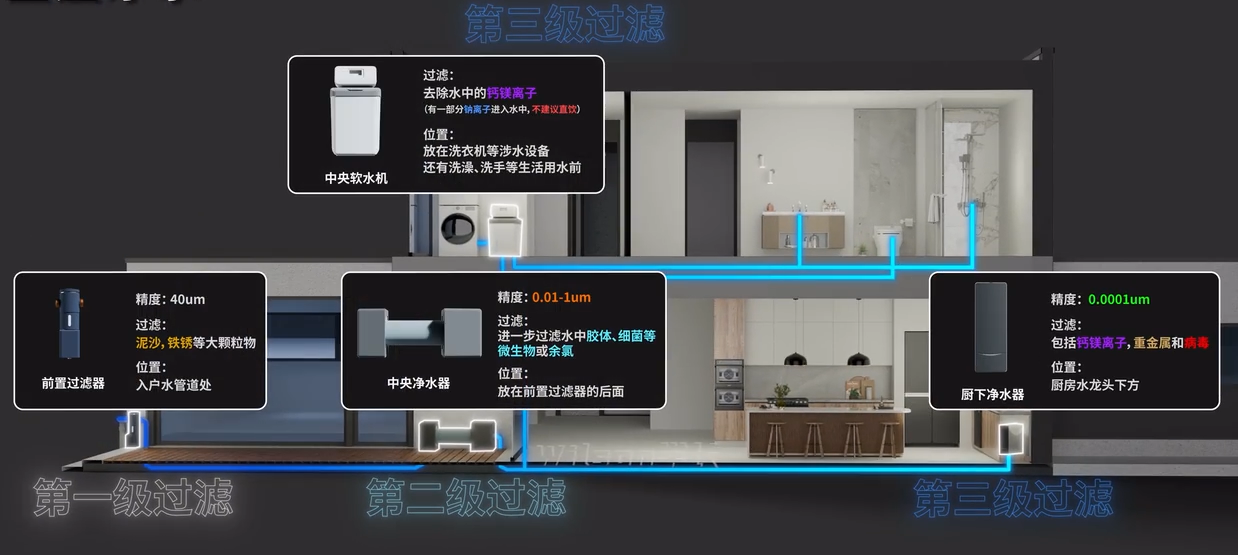 第三级过滤
过滤：
去除水中的钙镁离子
（有一部分钠离子进入水中，不建议直饮）
位置：
放在洗衣机等涉水设备
还有洗澡、洗手等生活用水前
中央软水机
精度：40um
过滤：
泥沙，铁锈等大颗粒物
位置：
入户水管道处
前置过滤器
精度：0.01-1um
过滤：
进一步过滤水中胶体、细菌等
微生物或余氯
位置：
放在前置过滤器的后面
中央净水器
精度：0.0001um
过滤：
包括钙镁离子，重金属和病毒
位置：
厨房水龙头下方
厨下净水器
第一级过滤
第二级过滤
第三级过滤